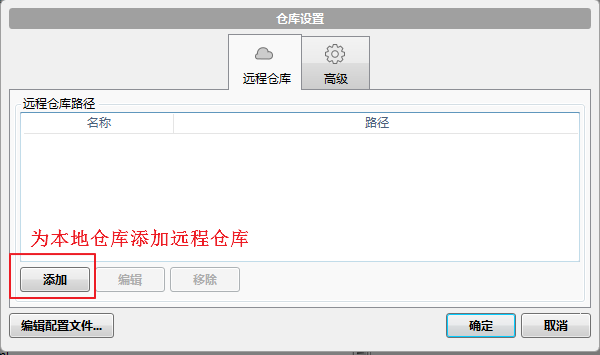 仓库设置
远程仓库
高级
远程仓库路径
名称
路径
为本地仓库添加远程仓库
添加
编辑
移除
编辑配置文件...
确定
取消